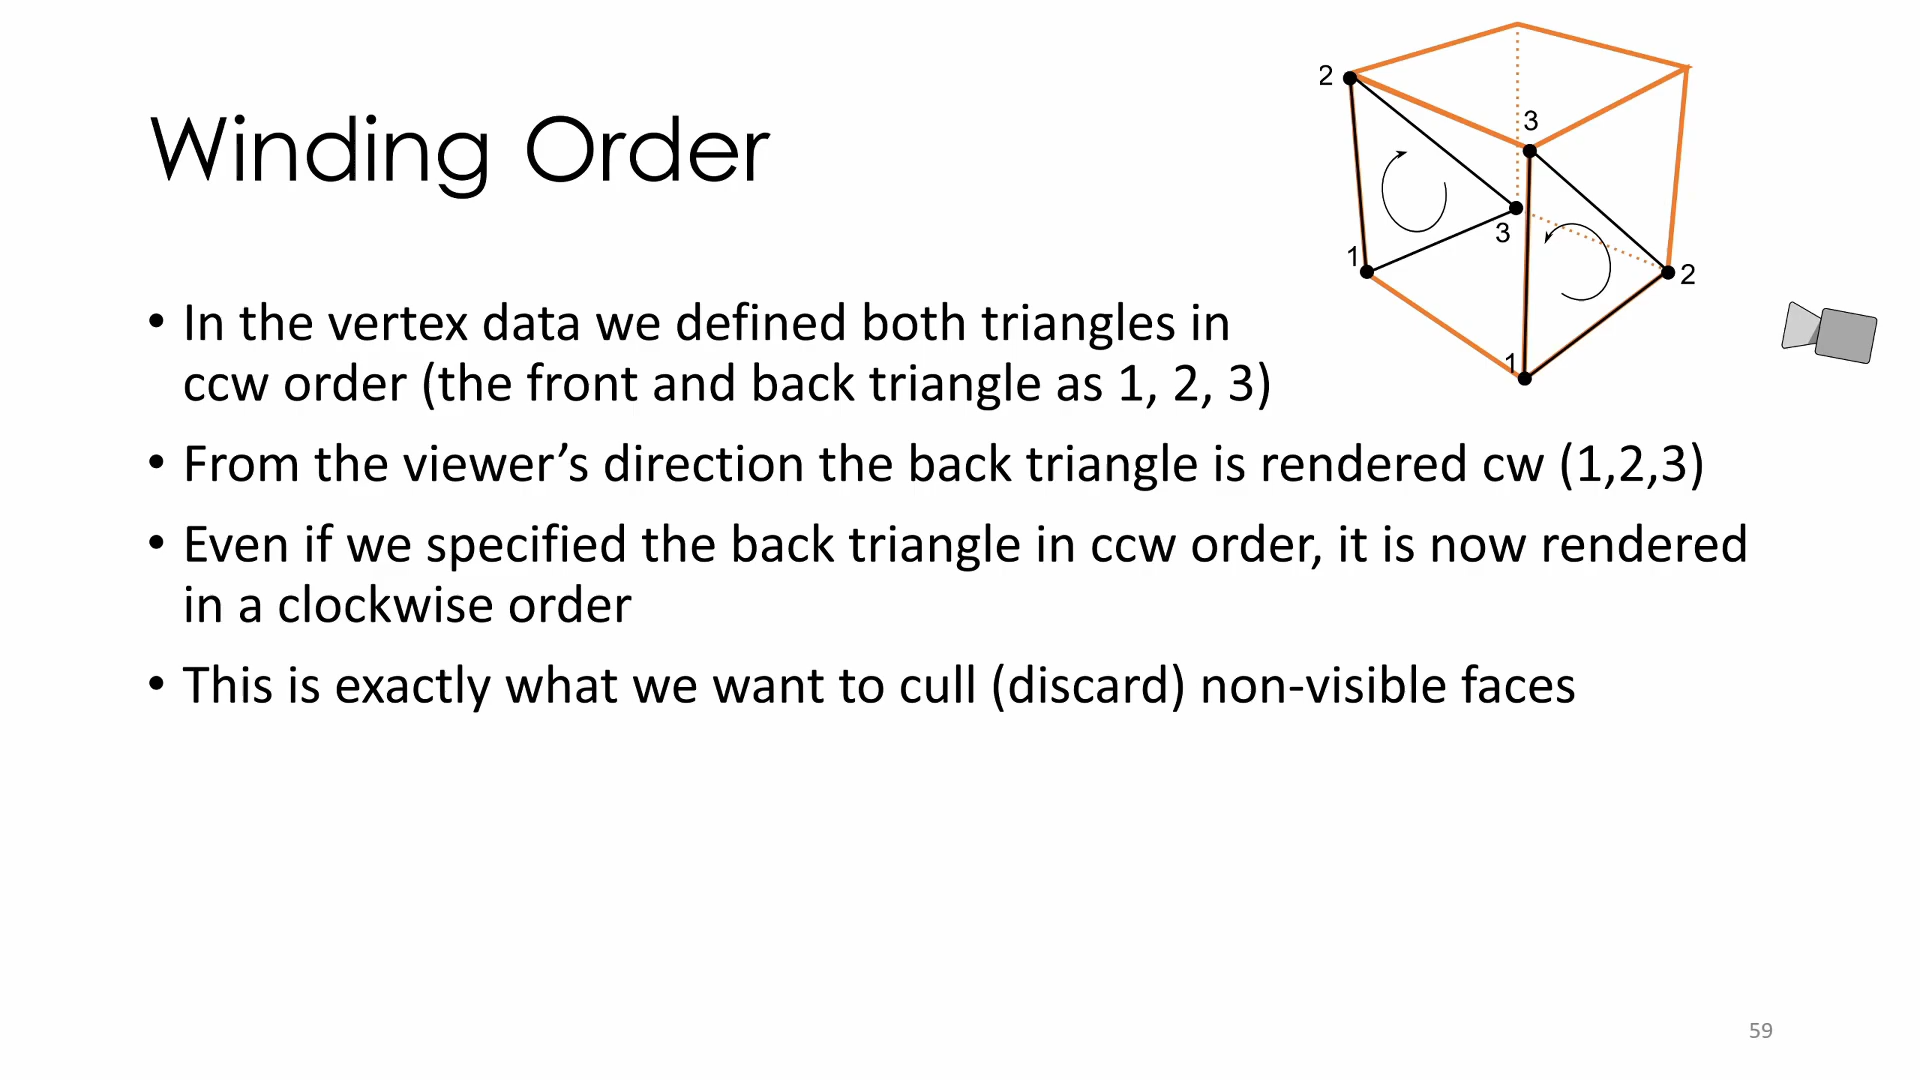 Winding Order
• In the vertex data we defined both triangles in
ccw order (the front and back triangle as 1, 2, 3)
• From the viewer’s direction the back triangle is rendered cw (1,2,3)
• Even if we specified the back triangle in ccw order, it is now rendered
in a clockwise order
• This is exactly what we want to cull (discard) non-visible faces
2
3
3
1
2
1
59